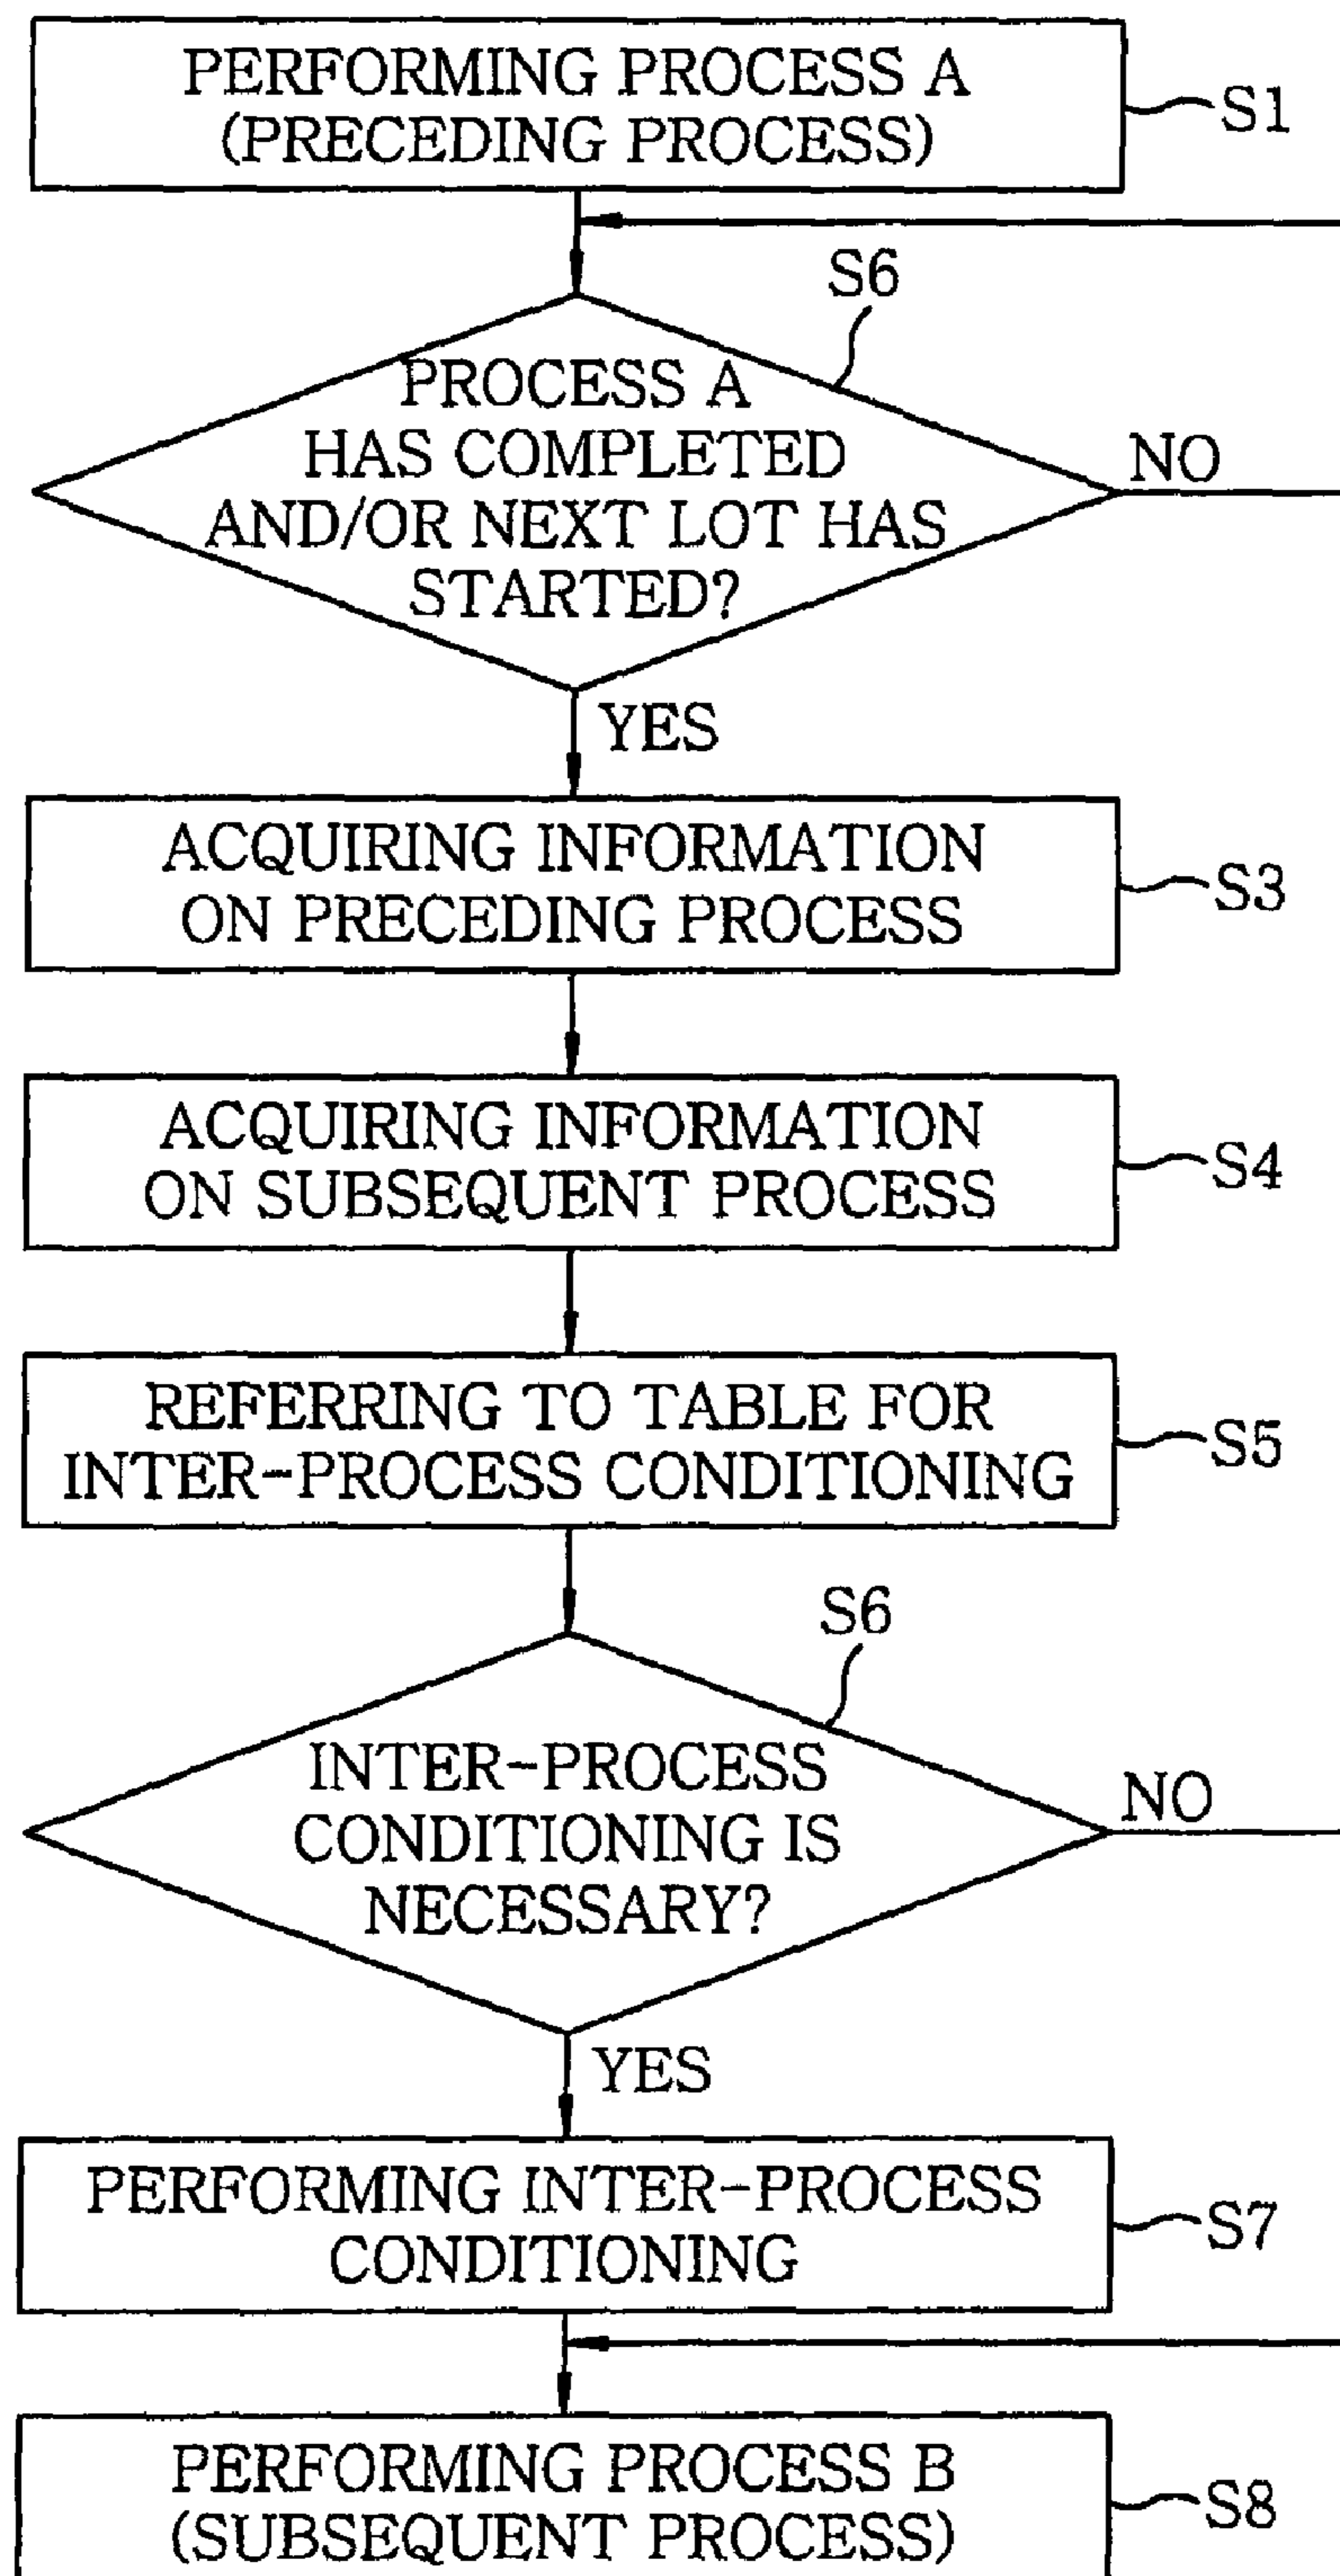 PERFORMING PROCESS A
(PRECEDING PROCESS)
S1
S6
PROCESS A
HAS COMPLETED
AND/OR NEXT LOT HAS
STARTED?
NO
YES
ACQUIRING INFORMATION
ON PRECEDING PROCESS
S3
ACQUIRING INFORMATION
ON SUBSEQUENT PROCESS
S4
REFERRING TO TABLE FOR
INTER-PROCESS CONDITIONING
S5
S6
INTER-PROCESS
CONDITIONING IS
NECESSARY?
NO
YES
PERFORMING INTER-PROCESS
CONDITIONING
S7
PERFORMING PROCESS B
(SUBSEQUENT PROCESS)
S8